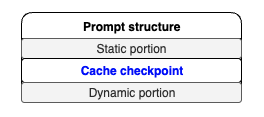 Prompt structure
Static portion
Cache checkpoint
Dynamic portion